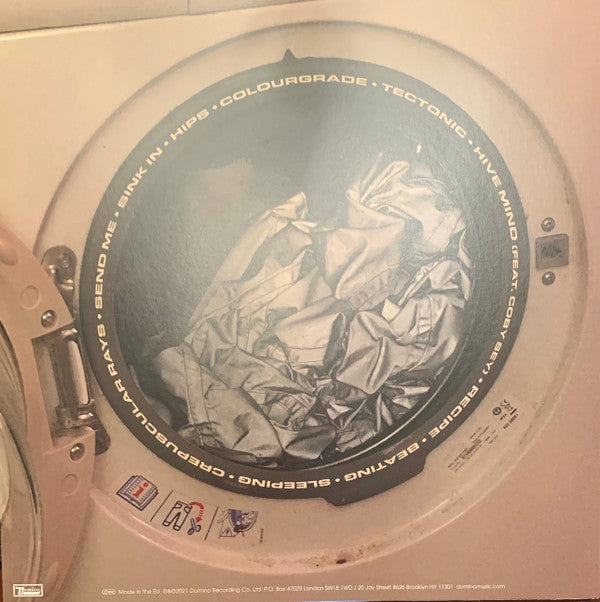 COLOURGRADE • TECTONIC • HIVE MIND (FEAT. COBY SEY) • RECIPE • BEATING • SLEEPING • CREPUSCULAR RAYS • SEND ME • SINK IN • HIPS •
Made in the EU. ℗&©2021 Domino Recording Co. Ltd. P.O. Box 47029 London SW18 1WD / 20 Jay Street #626 Brooklyn NY 11201 dominomusic.com